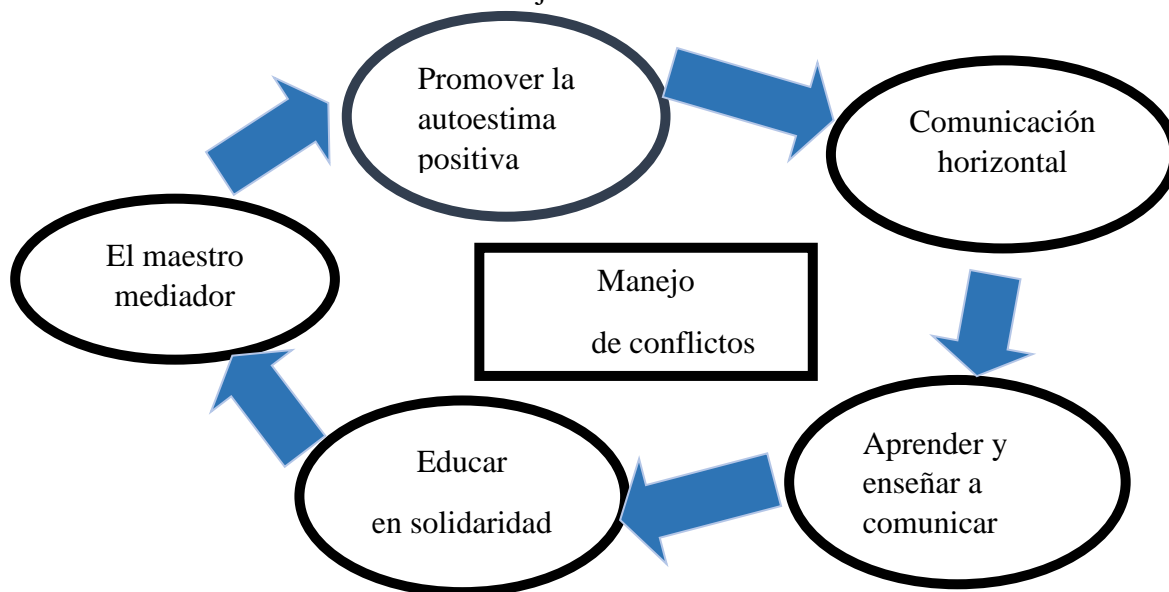 Promover la
autoestima
positiva
Comunicación
horizontal
El maestro
mediador
Manejo
de conflictos
Aprender y
enseñar a
comunicar
Educar
en solidaridad